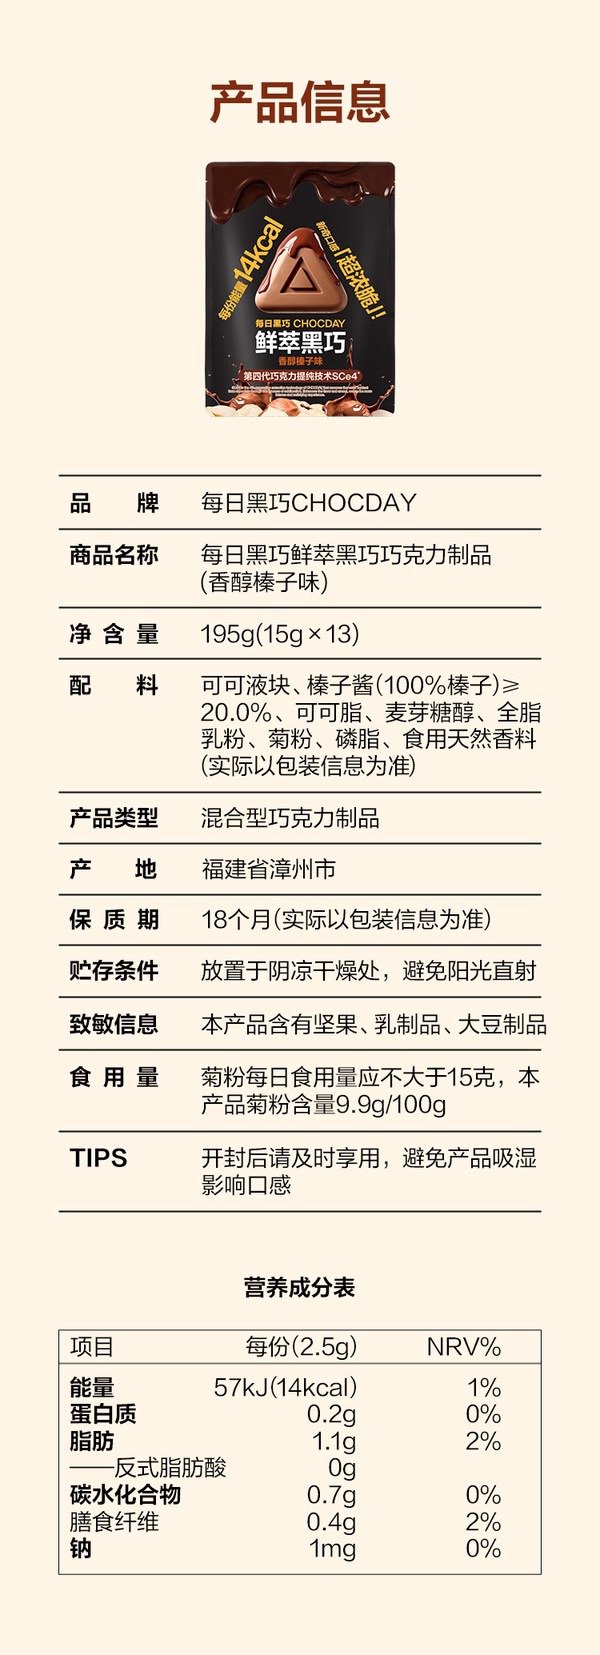 产品信息
每份能量14kcal
新奇口感「超浓脆」!
每日黑巧 CHOCDAY
鲜萃黑巧
香醇榛子味
第四代巧克力提纯技术SCe4+
品牌 每日黑巧CHOCDAY
商品名称 每日黑巧鲜萃黑巧巧克力制品
(香醇榛子味)
净含量 195g(15g×13)
配料 可可液块、榛子酱(100%榛子)≥
20.0%、可可脂、麦芽糖醇、全脂
乳粉、菊粉、磷脂、食用天然香料
(实际以包装信息为准)
产品类型 混合型巧克力制品
产地 福建省漳州市
保质期 18个月(实际以包装信息为准)
贮存条件 放置于阴凉干燥处，避免阳光直射
致敏信息 本产品含有坚果、乳制品、大豆制品
食用量 菊粉每日食用量应不大于15克，本
产品菊粉含量9.9g/100g
TIPS 开封后请及时享用，避免产品吸湿
影响口感
营养成分表
项目 每份(2.5g) NRV%
能量 57kJ(14kcal) 1%
蛋白质 0.2g 0%
脂肪 1.1g 2%
——反式脂肪酸 0g
碳水化合物 0.7g 0%
膳食纤维 0.4g 2%
钠 1mg 0%